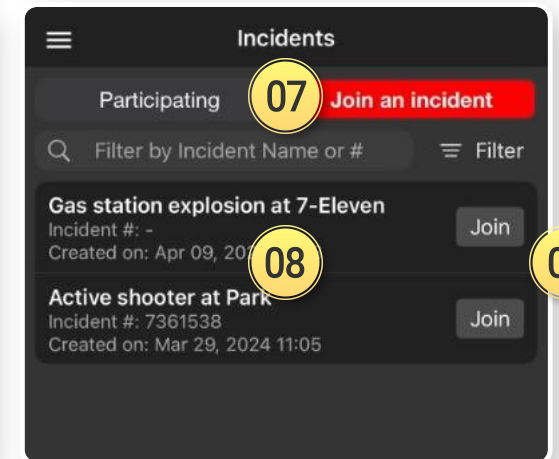 Incidents
Participating 07 Join an incident
Filter by Incident Name or # Filter
Gas station explosion at 7-Eleven
Incident #: -
Join
Created on: Apr 09,
08
Active shooter at Park
Incident #: 7361538
Join
Created on: Mar 29, 2024 11:05